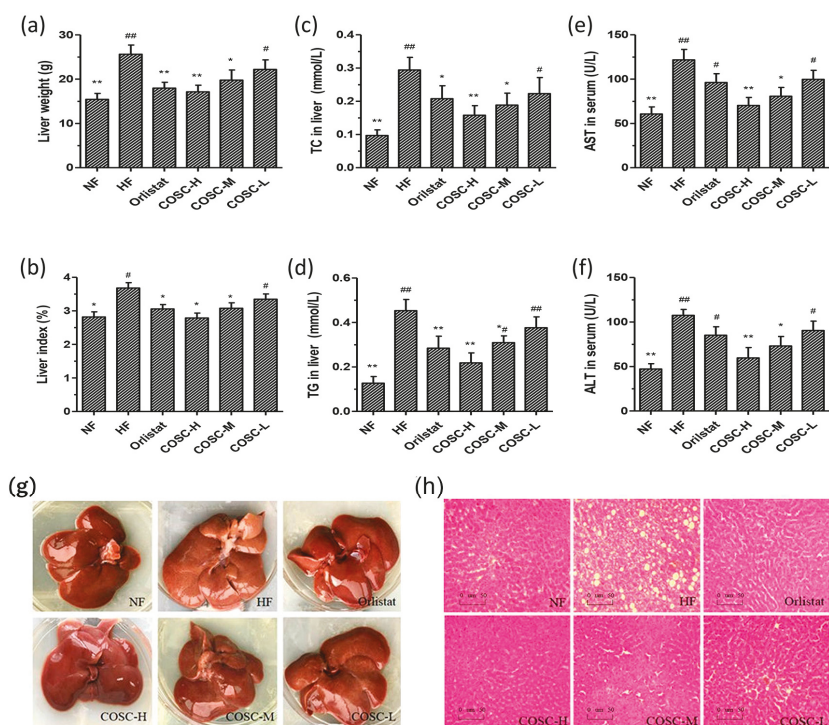 (a)
Liver weight (g)
30
20
10
0
**
##
**
**
*
#
NF
HF
Orlistat
COSC-H
COSC-M
COSC-L
(c)
TC in liver (mmol/L)
0.4
0.3
0.2
0.1
0.0
**
##
*
**
*
#
NF
HF
Orlistat
COSC-H
COSC-M
COSC-L
(e)
AST in serum (U/L)
150
100
50
0
**
##
#
**
*
#
NF
HF
Orlistat
COSC-H
COSC-M
COSC-L
(b)
Liver index (%)
4
3
2
1
0
*
#
*
*
*
#
NF
HF
Orlistat
COSC-H
COSC-M
COSC-L
(d)
TG in liver (mmol/L)
0.6
0.4
0.2
0.0
**
##
**
**
*#
##
NF
HF
Orlistat
COSC-H
COSC-M
COSC-L
(f)
ALT in serum (U/L)
150
100
50
0
**
##
#
**
*
#
NF
HF
Orlistat
COSC-H
COSC-M
COSC-L
(g)
NF
HF
Orlistat
COSC-H
COSC-M
COSC-L
(h)
NF
HF
Orlistat
COSC-H
COSC-M
COSC-L